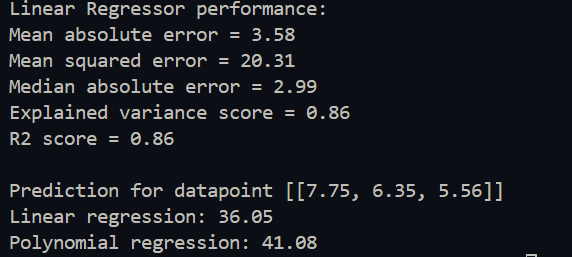 Linear Regressor performance:
Mean absolute error = 3.58
Mean squared error = 20.31
Median absolute error = 2.99
Explained variance score = 0.86
R2 score = 0.86

Prediction for datapoint [[7.75, 6.35, 5.56]]
Linear regression: 36.05
Polynomial regression: 41.08